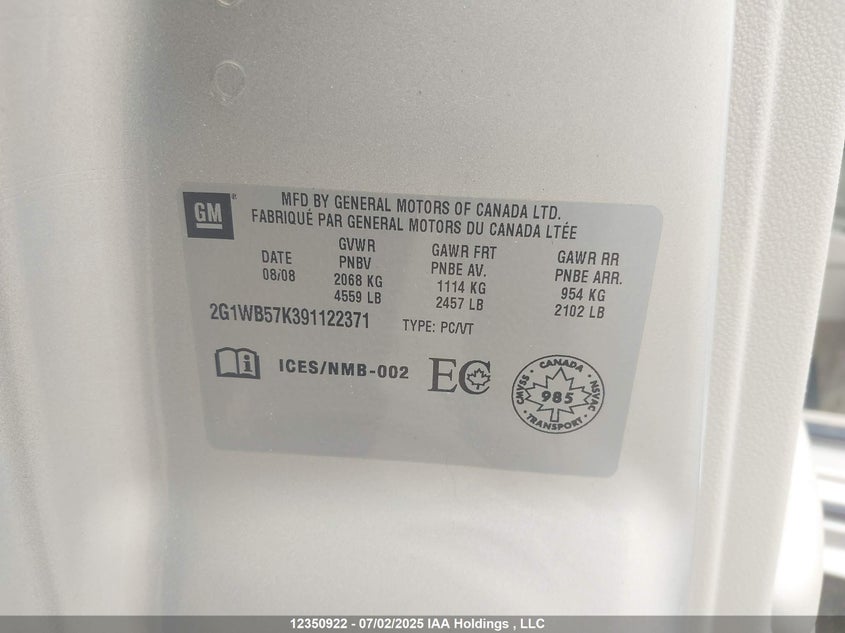 GM
MFD BY GENERAL MOTORS OF CANADA LTD.
FABRIQUÉ PAR GENERAL MOTORS DU CANADA LTÉE
DATE
08/08
GVWR
PNBV
2068 KG
4559 LB
GAWR FRT
PNBE AV.
1114 KG
2457 LB
GAWR RR
PNBE ARR.
954 KG
2102 LB
2G1WB57K391122371 TYPE: PC/VT
ICES/NMB-002 EC
CANADA
CMVSS 985 NSVAC
TRANSPORT
12350922 - 07/02/2025 IAA Holdings , LLC